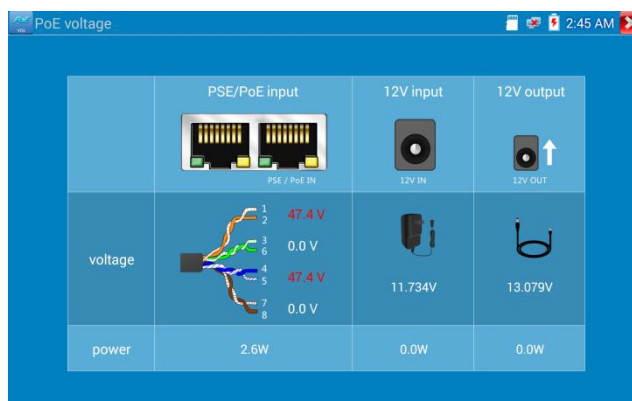 PoE voltage
2:45 AM
PSE/PoE input
12V input
12V output
PSE / PoE IN
12V IN
12V OUT
voltage
1
2
47.4 V
3
6
0.0 V
4
5
47.4 V
7
8
0.0 V
11.734V
13.079V
power
2.6W
0.0W
0.0W